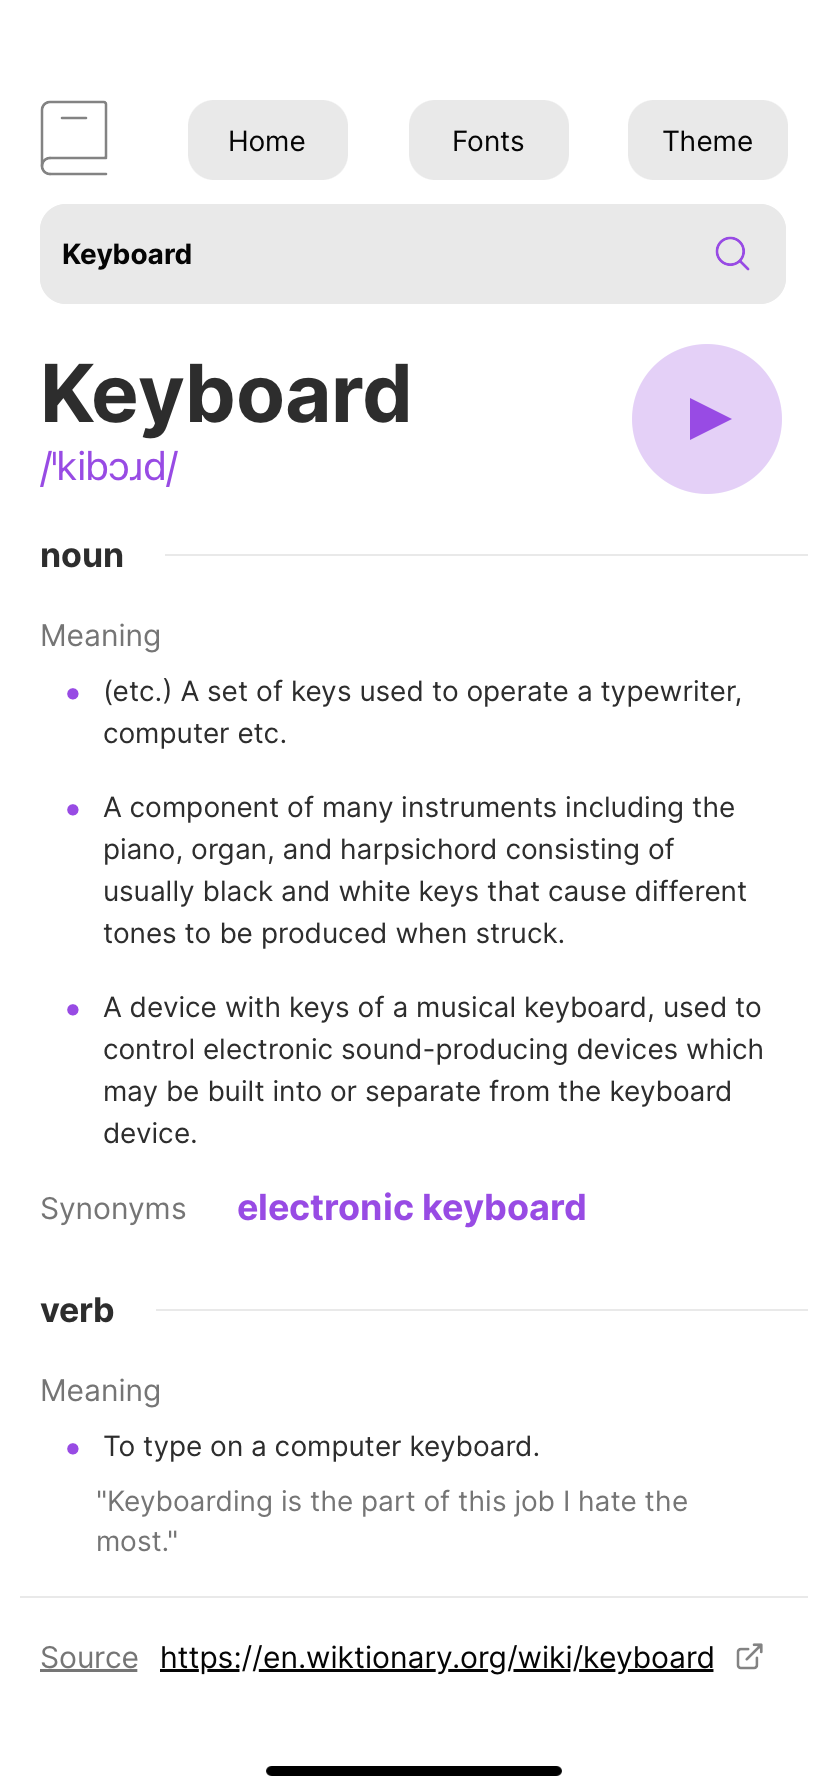 Home
Fonts
Theme
Keyboard
Keyboard
/ˈkibɔɹd/
noun
Meaning
(etc.) A set of keys used to operate a typewriter,
computer etc.
A component of many instruments including the
piano, organ, and harpsichord consisting of
usually black and white keys that cause different
tones to be produced when struck.
A device with keys of a musical keyboard, used to
control electronic sound-producing devices which
may be built into or separate from the keyboard
device.
Synonyms electronic keyboard
verb
Meaning
To type on a computer keyboard.
"Keyboarding is the part of this job I hate the
most."
Source https://en.wiktionary.org/wiki/keyboard